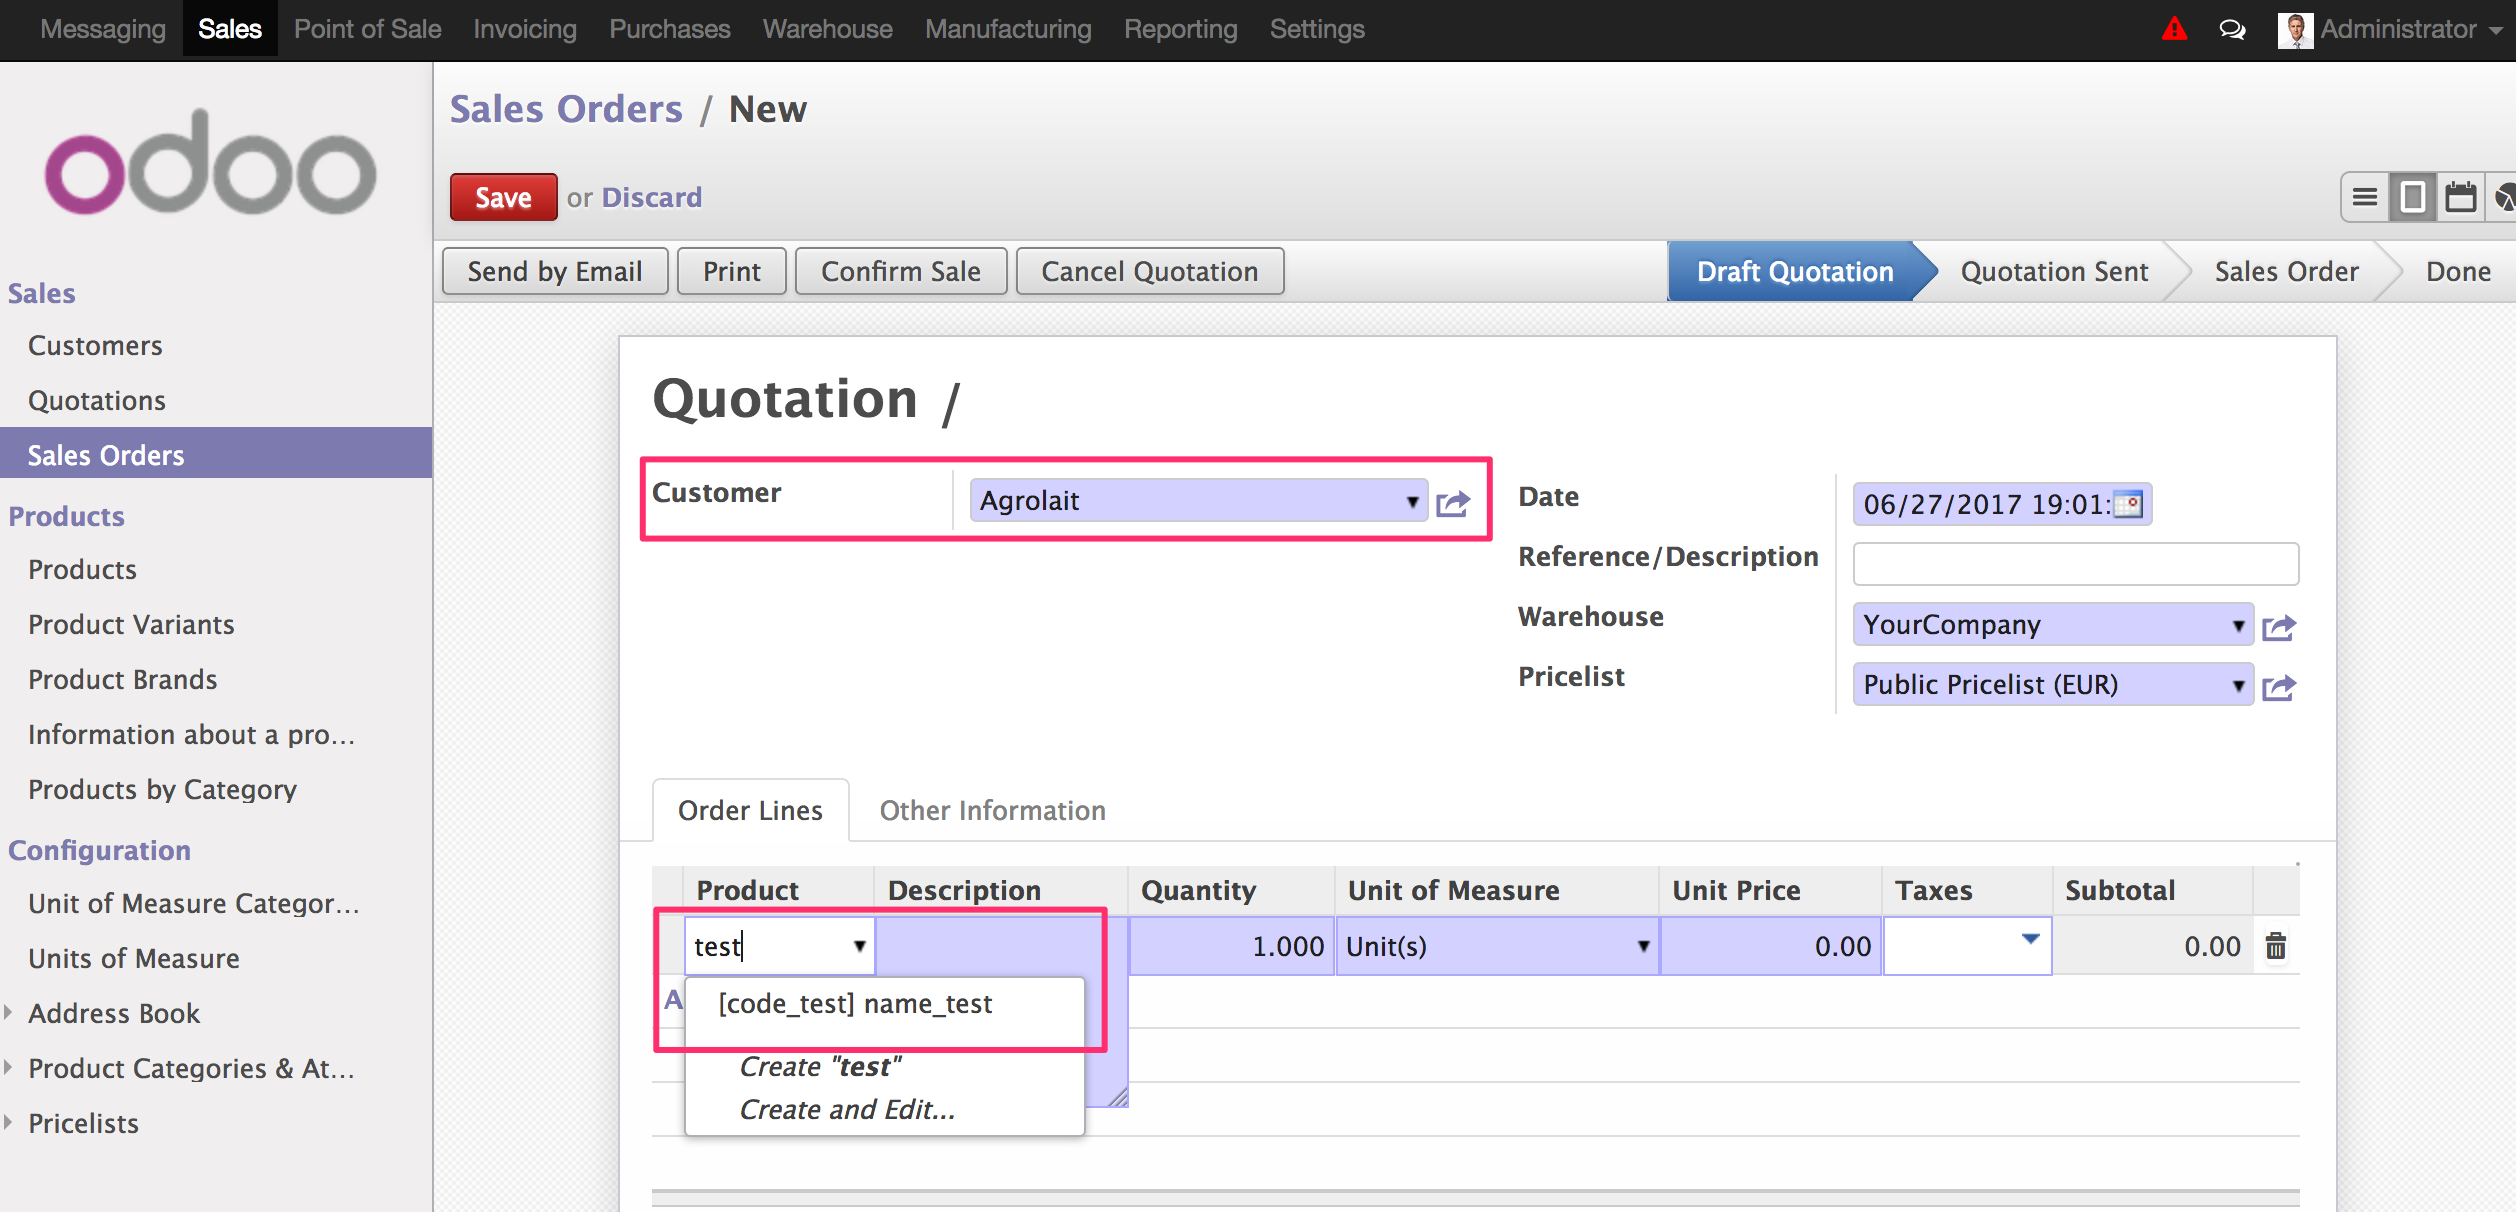 Messaging Sales Point of Sale Invoicing Purchases Warehouse Manufacturing Reporting Settings Administrator
odoo
Sales
Customers
Quotations
Sales Orders
Products
Products
Product Variants
Product Brands
Information about a pro...
Products by Category
Configuration
Unit of Measure Categor...
Units of Measure
Address Book
Product Categories & At...
Pricelists
Sales Orders / New
Save or Discard
Send by Email Print Confirm Sale Cancel Quotation
Draft Quotation Quotation Sent Sales Order Done
Quotation /
Customer Agrolait
Date 06/27/2017 19:01:
Reference/Description
Warehouse YourCompany
Pricelist Public Pricelist (EUR)
Order Lines Other Information
Product Description Quantity Unit of Measure Unit Price Taxes Subtotal
test 1.000 Unit(s) 0.00 0.00
A
[code_test] name_test
Create "test"
Create and Edit...